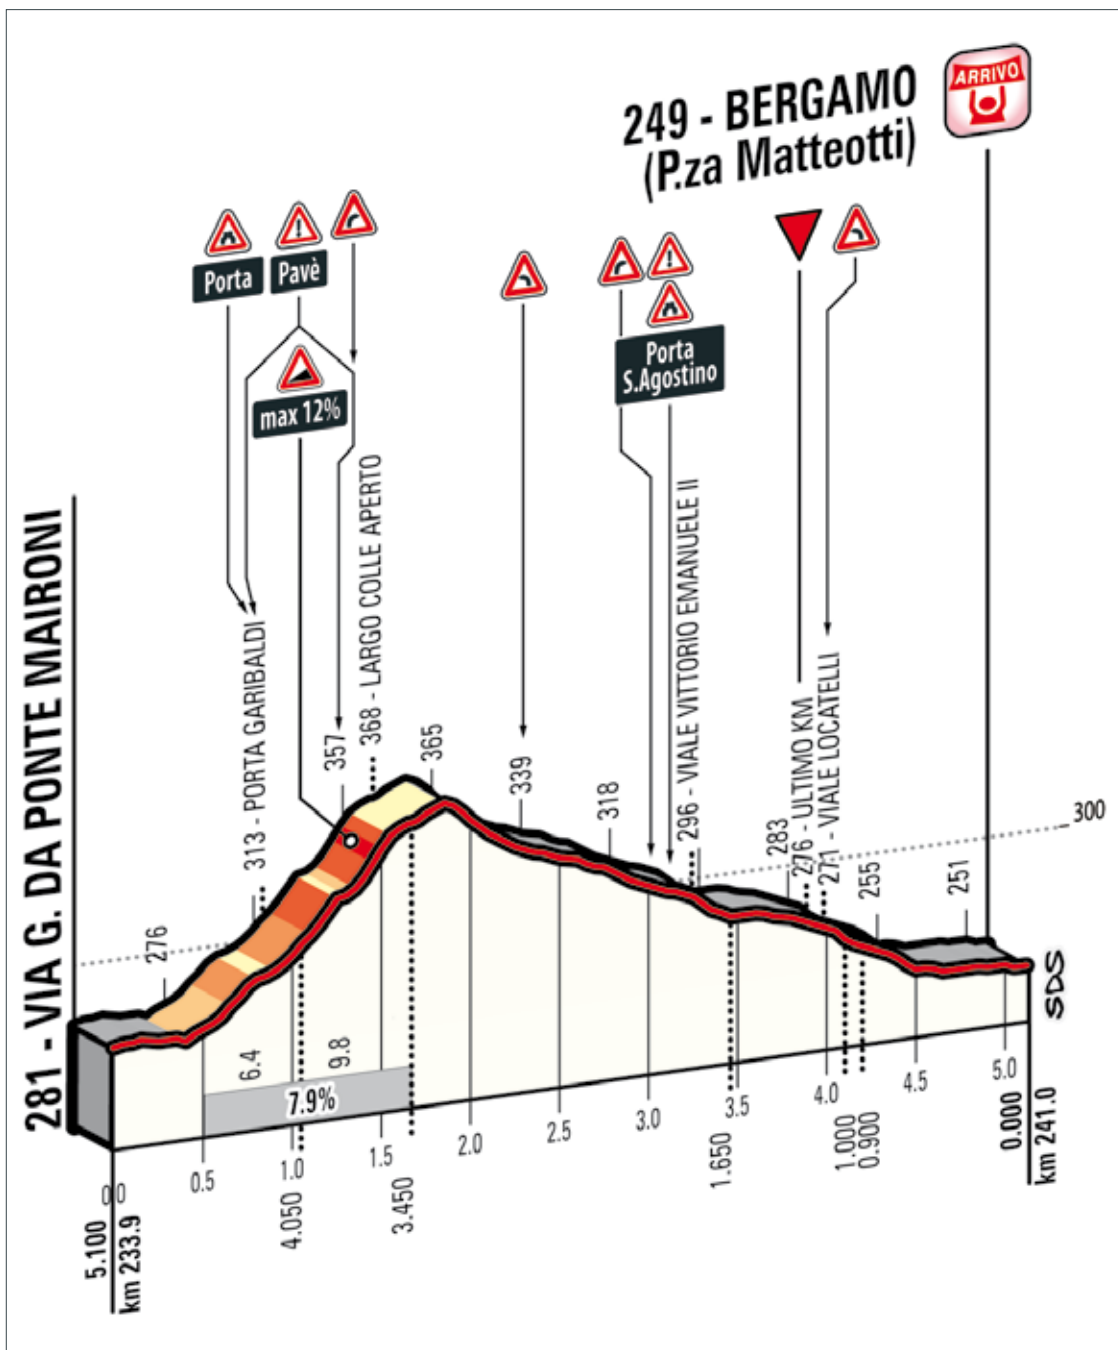 ARRIVO
249 - BERGAMO
(P.za Matteotti)
Porta
Pavè
max 12%
Porta
S.Agostino
281 - VIA G. DA PONTE MAIRONI
276
313 - PORTA GARIBALDI
357
368 - LARGO COLLE APERTO
365
339
318
296 - VIALE VITTORIO EMANUELE II
283
276 - ULTIMO KM
271 - VIALE LOCATELLI
255
251
300
SDS
6.4
9.8
7.9%
0.0
0.5
1.0
1.5
2.0
2.5
3.0
3.5
4.0
4.5
5.0
5.100
km 233.9
4.050
3.450
1.650
1.000
0.900
0.000
km 241.0